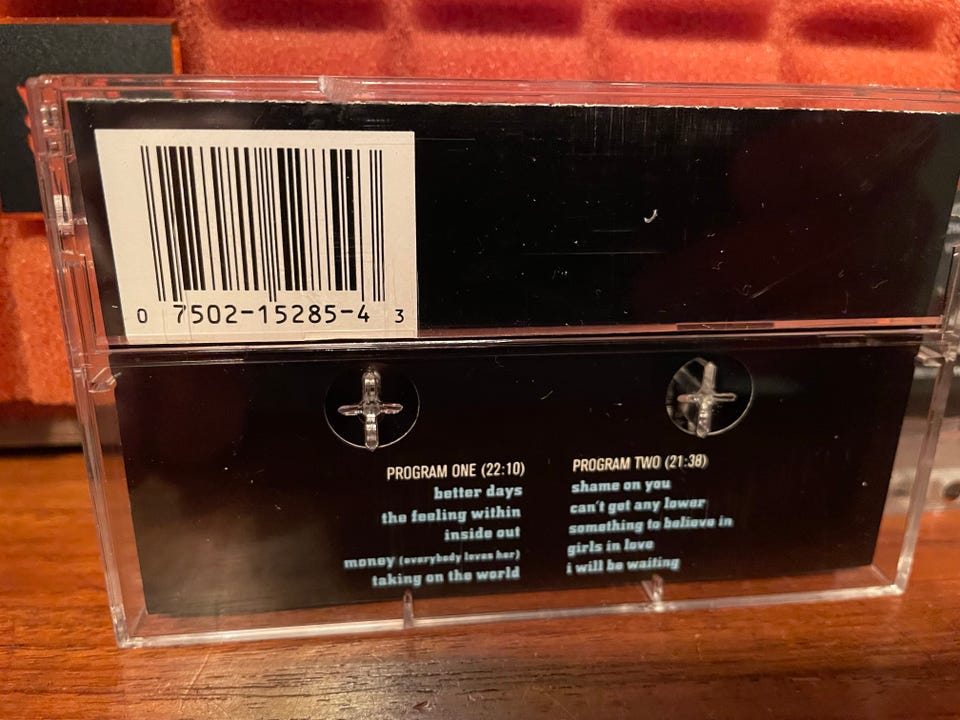 0 7502-15285-4 3
PROGRAM ONE (22:10)
better days
the feeling within
inside out
money (everybody loves her)
taking on the world
PROGRAM TWO (21:38)
shame on you
can't get any lower
something to believe in
girls in love
i will be waiting